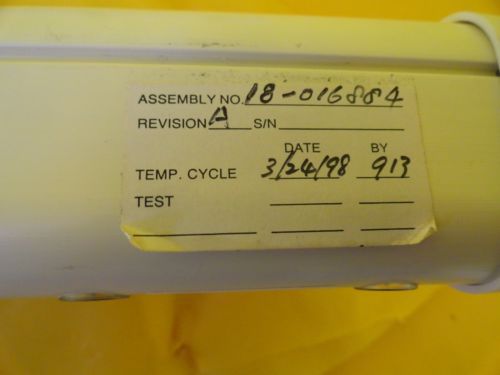 ASSEMBLY NO. 18-016884
REVISION A S/N
DATE BY
TEMP. CYCLE 3/24/98 913
TEST